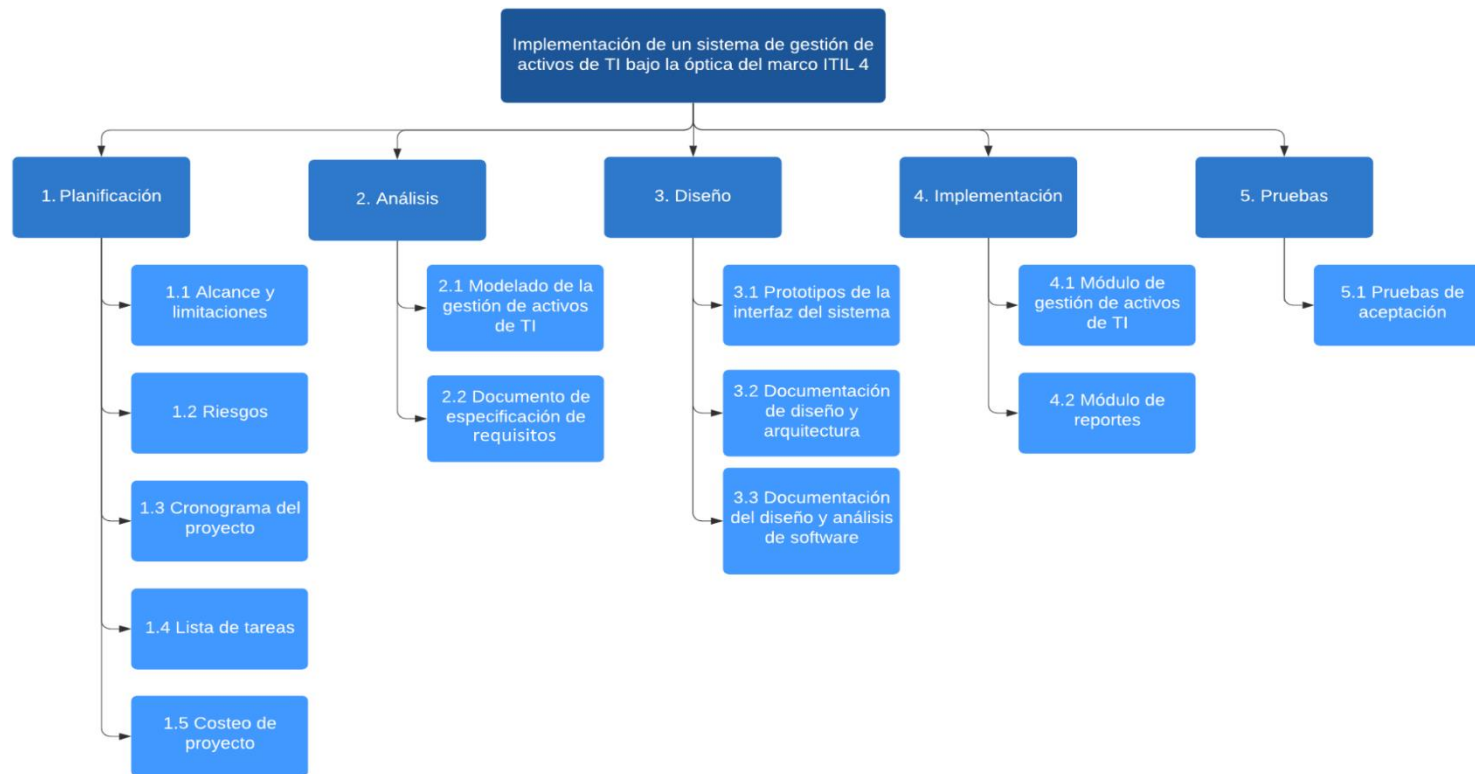 Implementación de un sistema de gestión de
activos de TI bajo la óptica del marco ITIL 4
1. Planificación
2. Análisis
3. Diseño
4. Implementación
5. Pruebas
1.1 Alcance y
limitaciones
1.2 Riesgos
1.3 Cronograma del
proyecto
1.4 Lista de tareas
1.5 Costeo de
proyecto
2.1 Modelado de la
gestión de activos
de TI
2.2 Documento de
especificación de
requisitos
3.1 Prototipos de la
interfaz del sistema
3.2 Documentación
de diseño y
arquitectura
3.3 Documentación
del diseño y análisis
de software
4.1 Módulo de
gestión de activos
de TI
4.2 Módulo de
reportes
5.1 Pruebas de
aceptación